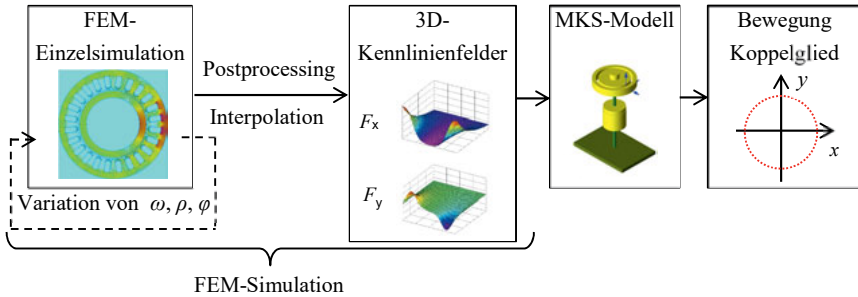 FEM-
Einzelsimulation
Variation von ω, ρ, φ
Postprocessing
Interpolation
3D-
Kennlinienfelder
Fx
Fy
FEM-Simulation
MKS-Modell
Bewegung
Koppelglied
y
x